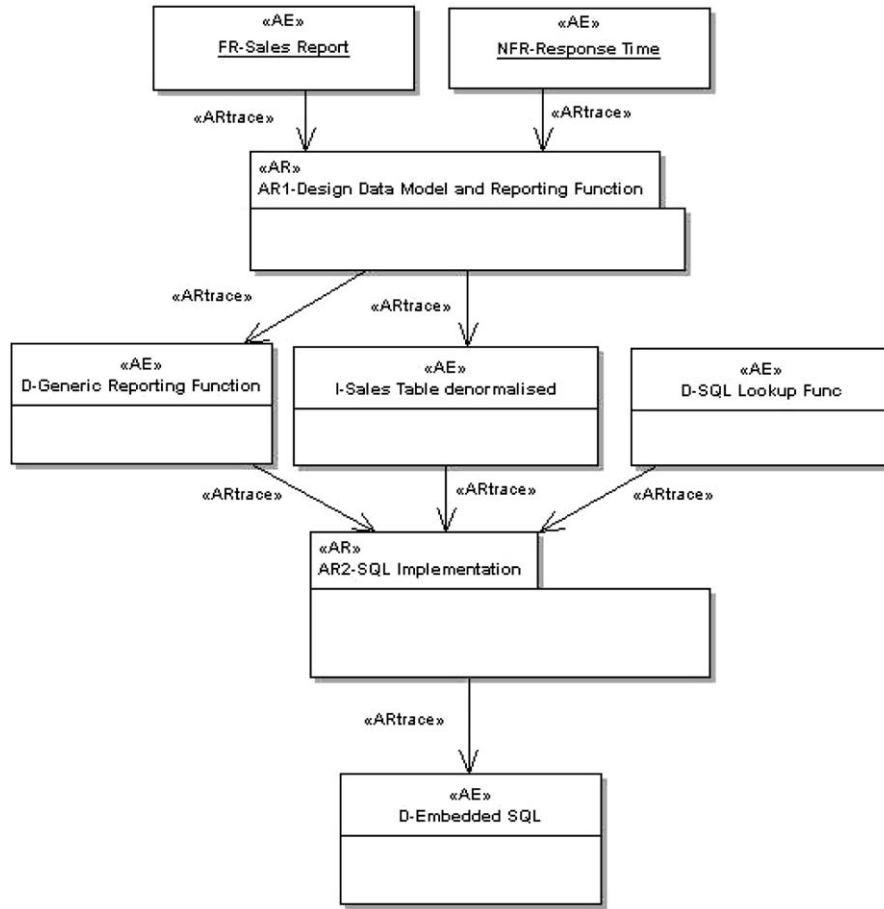 «AE»
FR-Sales Report
«AE»
NFR-Response Time
«ARtrace»
«ARtrace»
«AR»
AR1-Design Data Model and Reporting Function
«ARtrace»
«ARtrace»
«AE»
D-Generic Reporting Function
«AE»
I-Sales Table denormalised
«AE»
D-SQL Lookup Func
«ARtrace»
«ARtrace»
«ARtrace»
«AR»
AR2-SQL Implementation
«ARtrace»
«AE»
D-Embedded SQL